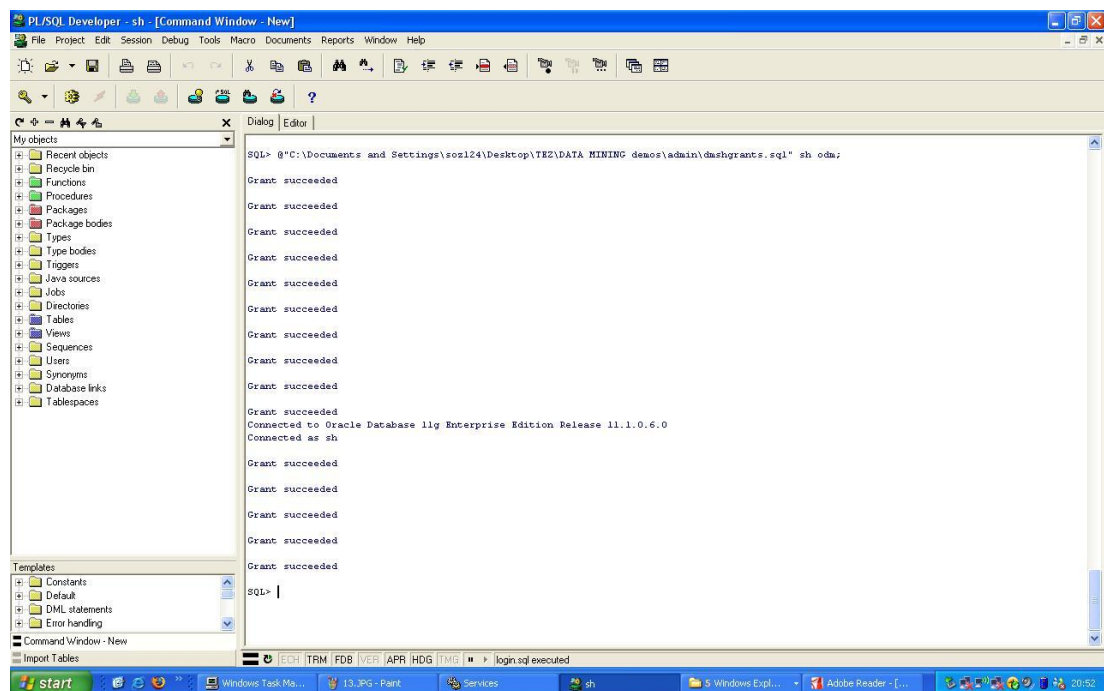 PL/SQL Developer - sh - [Command Window - New]
File Project Edit Session Debug Tools Macro Documents Reports Window Help
Dialog Editor
My objects
Recent objects
Recycle bin
Functions
Procedures
Packages
Package bodies
Types
Type bodies
Triggers
Java sources
Jobs
Directories
Tables
Views
Sequences
Users
Synonyms
Database links
Tablespaces
SQL> @"C:\Documents and Settings\soz124\Desktop\TEZ\DATA MINING demos\admin\dmshgrants.sql" sh odm;
Grant succeeded
Grant succeeded
Grant succeeded
Grant succeeded
Grant succeeded
Grant succeeded
Grant succeeded
Grant succeeded
Grant succeeded
Grant succeeded
Connected to Oracle Database 11g Enterprise Edition Release 11.1.0.6.0
Connected as sh
Grant succeeded
Grant succeeded
Grant succeeded
Grant succeeded
Grant succeeded
SQL>
Templates
Constants
Default
DML statements
Error handling
Command Window - New
Import Tables
ECH TRM FDB VER APR HDG TMG login.sql executed
start Windows Task Ma... 13.JPG - Paint Services sh 5 Windows Expl... Adobe Reader - [... 20:52